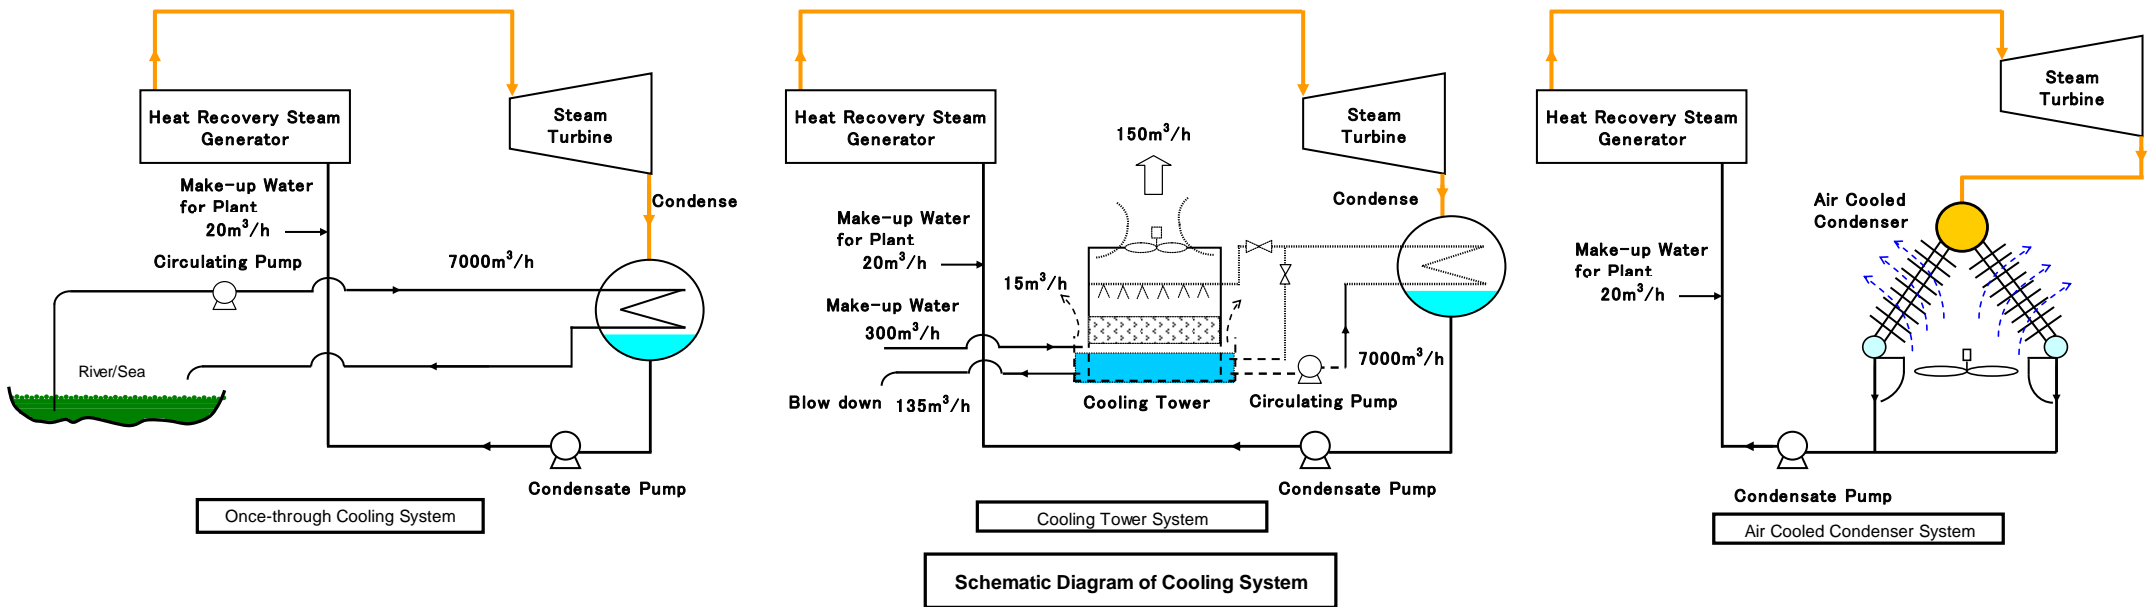 Heat Recovery Steam
Generator
Steam
Turbine
Make-up Water
for Plant
20m³/h
Condense
Circulating Pump
7000m³/h
River/Sea
Condensate Pump
Once-through Cooling System
Heat Recovery Steam
Generator
150m³/h
Steam
Turbine
Make-up Water
for Plant
20m³/h
Condense
15m³/h
Make-up Water
300m³/h
7000m³/h
Blow down 135m³/h
Cooling Tower
Circulating Pump
Condensate Pump
Cooling Tower System
Heat Recovery Steam
Generator
Steam
Turbine
Air Cooled
Condenser
Make-up Water
for Plant
20m³/h
Condensate Pump
Air Cooled Condenser System
Schematic Diagram of Cooling System